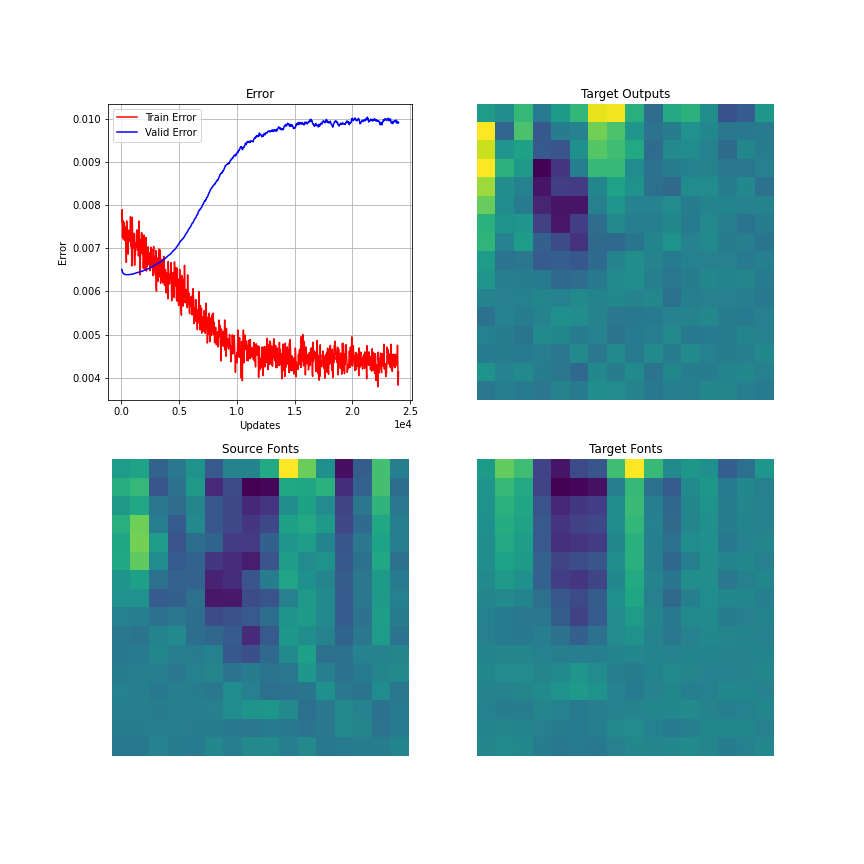 Error
Target Outputs
Train Error
Valid Error
0.010
0.009
0.008
0.007
0.006
0.005
0.004
Error
0.0
0.5
1.0
1.5
2.0
2.5
1e4
Updates
Source Fonts
Target Fonts